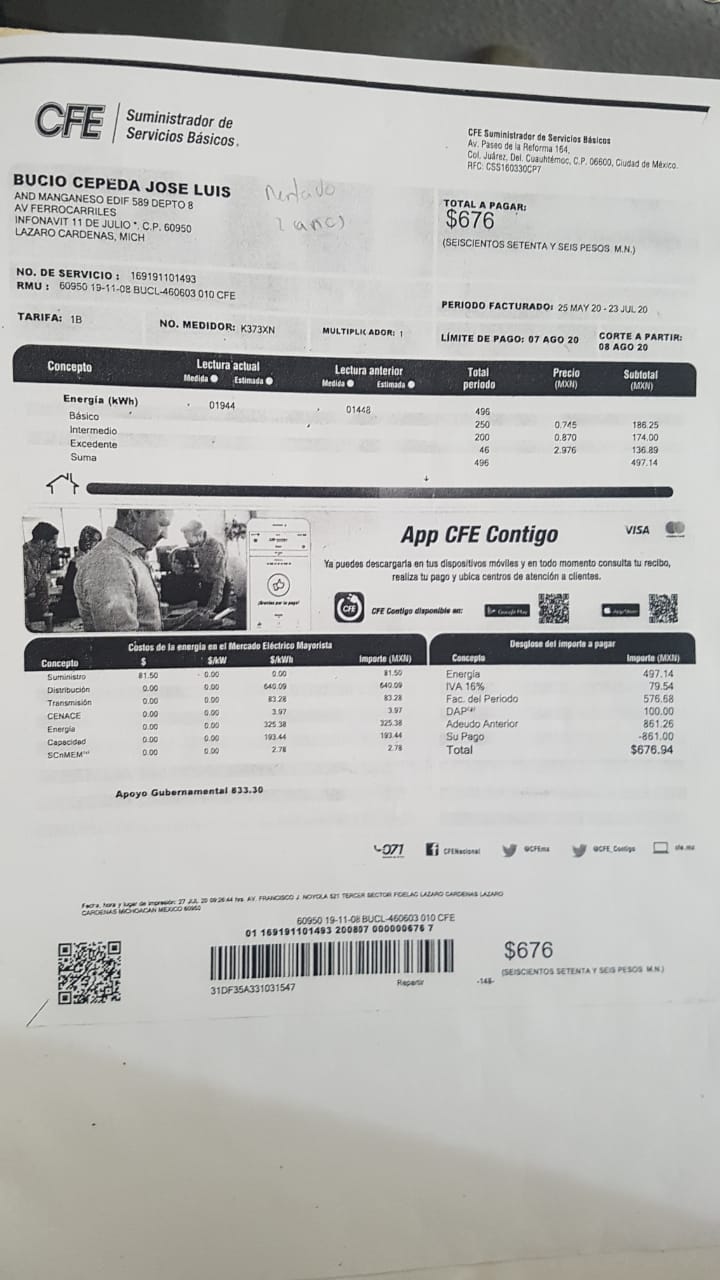 CFE
Suministrador de
Servicios Básicos.
CFE Suministrador de Servicios Básicos
Av. Paseo de la Reforma 164,
Col. Juárez, Del. Cuauhtémoc, C.P. 06600, Ciudad de México.
RFC: CSS160330CP7
BUCIO CEPEDA JOSE LUIS
AND MANGANESO EDIF 589 DEPTO 8
AV FERROCARRILES
INFONAVIT 11 DE JULIO *. C.P. 60950
LAZARO CARDENAS, MICH
TOTAL A PAGAR:
$676
(SEISCIENTOS SETENTA Y SEIS PESOS M.N.)
NO. DE SERVICIO : 169191101493
RMU : 60950 19-11-08 BUCL-460603 010 CFE
PERIODO FACTURADO: 25 MAY 20 - 23 JUL 20
TARIFA: 1B
NO. MEDIDOR: K373XN
MULTIPLICADOR: 1
LÍMITE DE PAGO: 07 AGO 20
CORTE A PARTIR:
08 AGO 20
Concepto Lectura actual Lectura anterior Total periodo Precio (MXN) Subtotal (MXN)
Medida Estimada Medida Estimada
Energía (kWh) 01944 01448 496
Básico 250 0.745 186.25
Intermedio 200 0.870 174.00
Excedente 46 2.976 136.89
Suma 496 497.14
App CFE Contigo
VISA
Ya puedes descargarla en tus dispositivos móviles y en todo momento consulta tu recibo,
realiza tu pago y ubica centros de atención a clientes.
CFE
CFE Contigo disponible en:
Google Play
App Store
Costos de la energía en el Mercado Eléctrico Mayorista
Concepto $ $/kW $/kWh Importe (MXN)
Suministro 81.50 0.00 0.00 81.50
Distribución 0.00 0.00 640.09 640.09
Transmisión 0.00 0.00 83.28 83.28
CENACE 0.00 0.00 3.97 3.97
Energía 0.00 0.00 325.38 325.38
Capacidad 0.00 0.00 193.44 193.44
SCnMEM 0.00 0.00 2.78 2.78
Desglose del importe a pagar
Concepto Importe (MXN)
Energía 497.14
IVA 16% 79.54
Fac. del Periodo 576.68
DAP 100.00
Adeudo Anterior 861.26
Su Pago -861.00
Total $676.94
Apoyo Gubernamental 833.30
071
CFENacional
@CFEmx
@CFE_Contigo
cfe.mx
Fecha, hora y lugar de impresión: 27 JUL 20 09:26:44 hrs. AV. FRANCISCO J. NOYOLA 521 TERCER SECTOR FIDELAC LAZARO CARDENAS LAZARO
CARDENAS MICHOACAN MEXICO 60950
60950 19-11-08 BUCL-460603 010 CFE
01 169191101493 200807 000000676 7
31DF35A331031547
Repartir
-148-
$676
(SEISCIENTOS SETENTA Y SEIS PESOS M.N.)